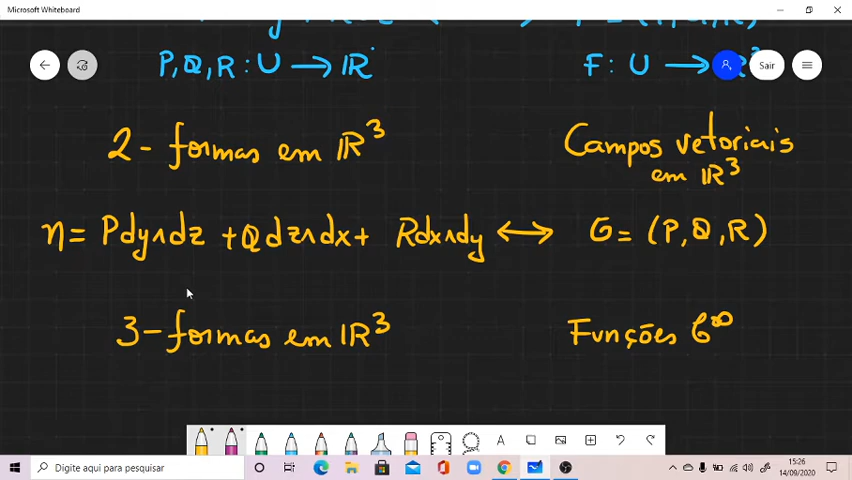 Microsoft Whiteboard
P,Q,R : U → ℝ
F : U → ℝ
Sair
2- formas em ℝ³
Campos vetoriais
em ℝ³
η = Pdy∧dz + Qdz∧dx + Rdx∧dy ↔ G = (P,Q,R)
3- formas em ℝ³
Funções C^∞
Digite aqui para pesquisar
15:26
14/09/2020